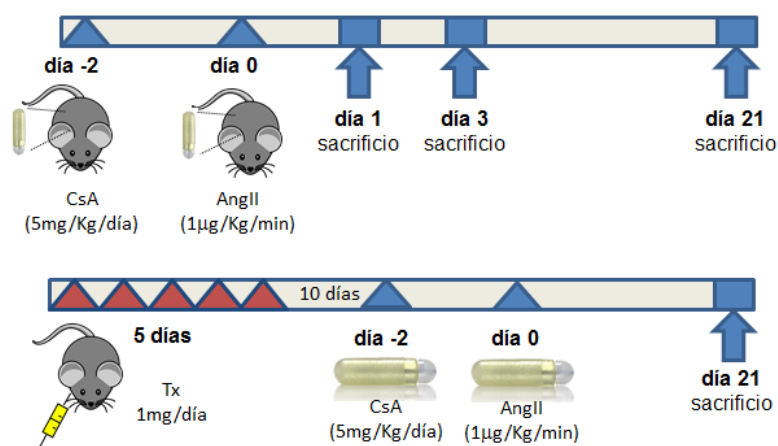 día -2
día 0
día 1
sacrificio
día 3
sacrificio
día 21
sacrificio
CsA
(5mg/Kg/día)
AngII
(1µg/Kg/min)
10 días
5 días
Tx
1mg/día
día -2
día 0
CsA
(5mg/Kg/día)
AngII
(1µg/Kg/min)
día 21
sacrificio